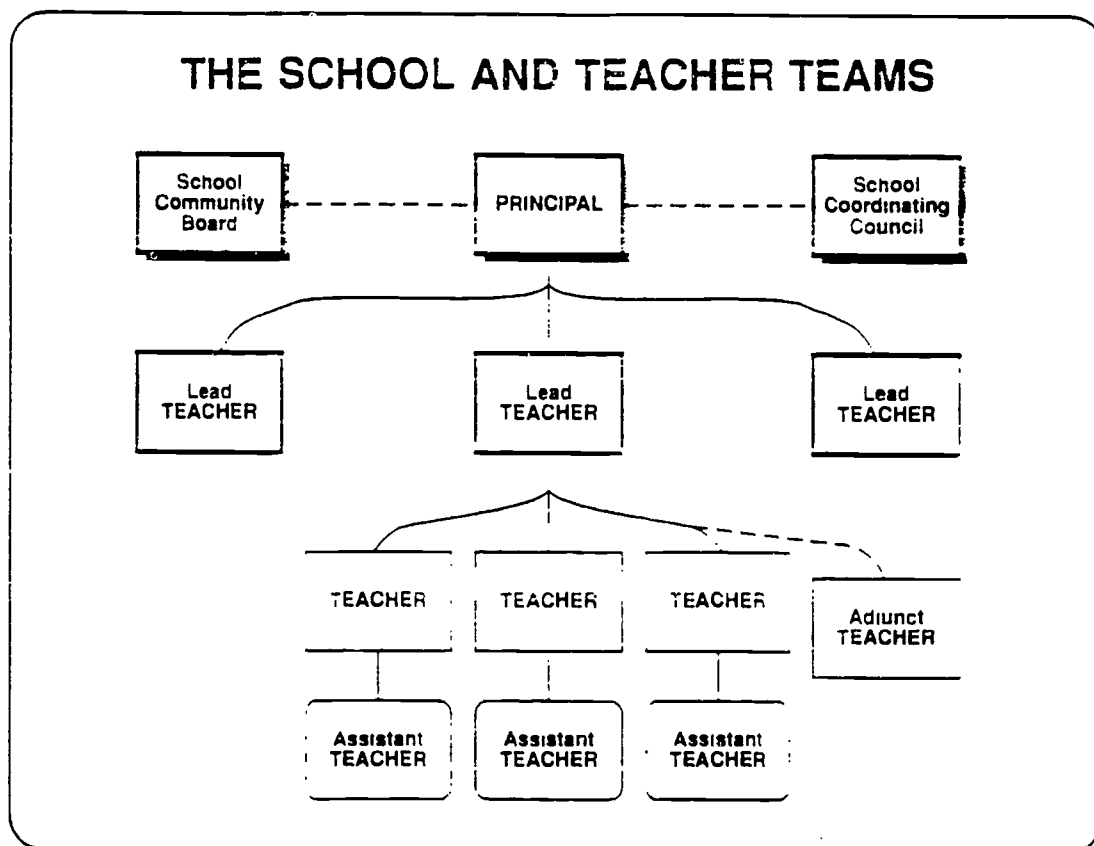 THE SCHOOL AND TEACHER TEAMS
School
Community
Board
PRINCIPAL
School
Coordinating
Council
Lead
TEACHER
Lead
TEACHER
Lead
TEACHER
TEACHER
TEACHER
TEACHER
Adjunct
TEACHER
Assistant
TEACHER
Assistant
TEACHER
Assistant
TEACHER